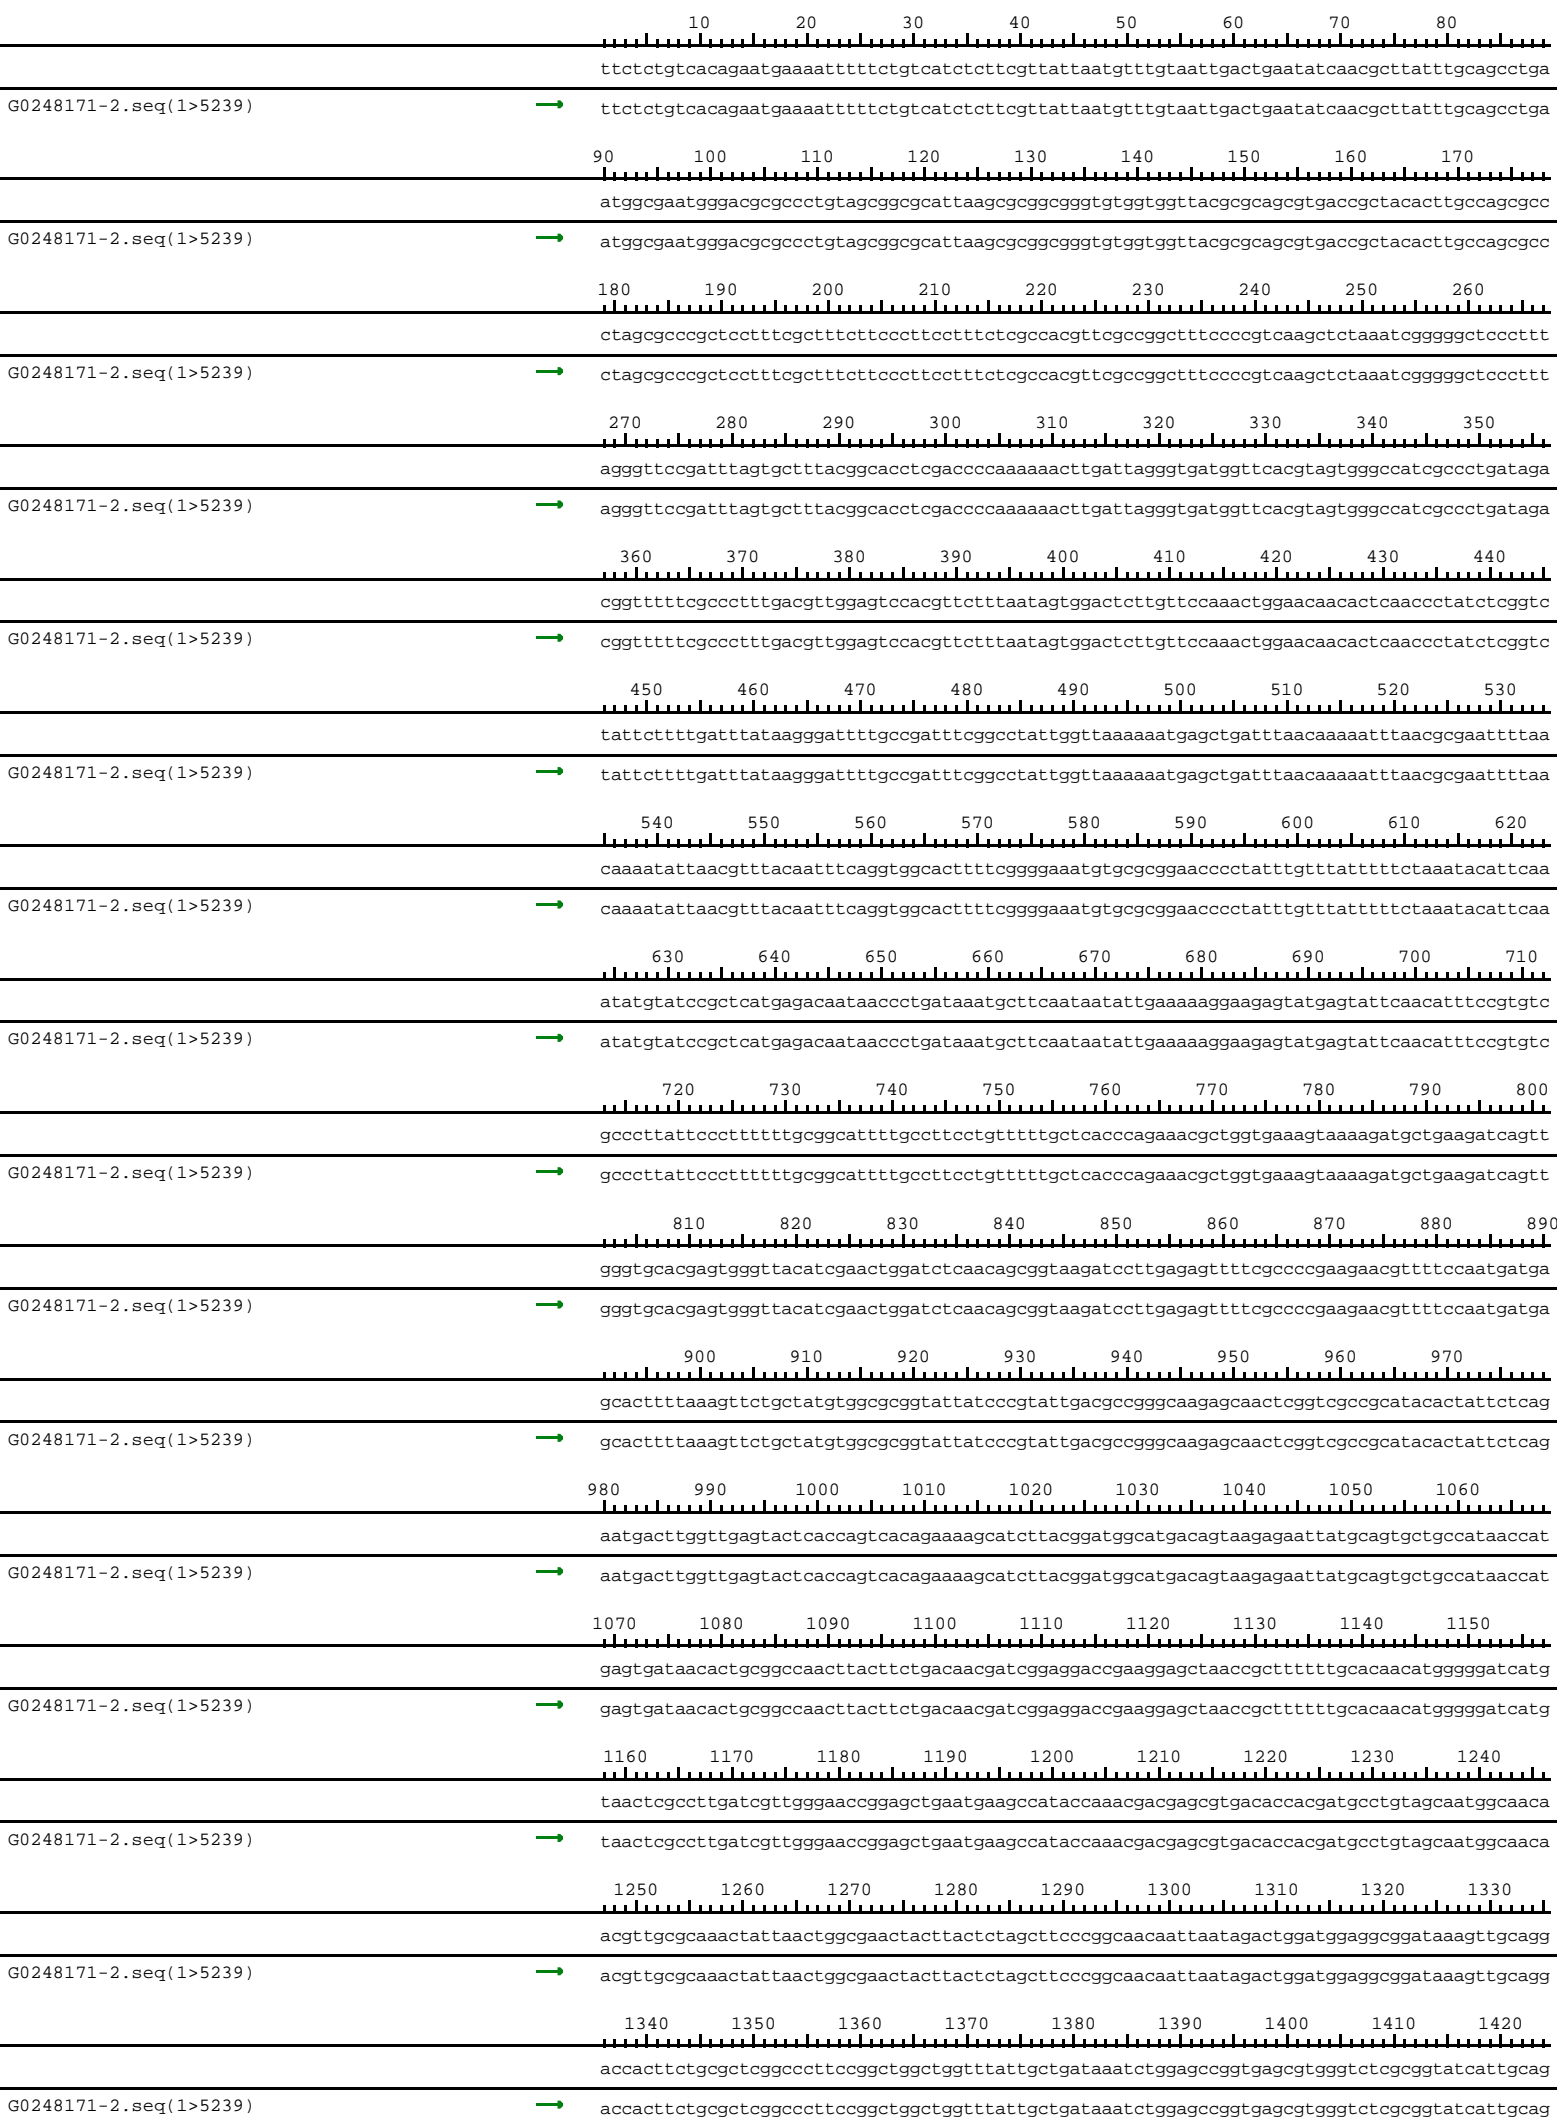 10 20 30 40 50 60 70 80
ttctctgtcacagaatgaaaatttttctgtcatctcttcgttattaatgtttgtaattgactgaatatcaacgcttatttgcagcctga
G0248171-2.seq(1>5239) ttctctgtcacagaatgaaaatttttctgtcatctcttcgttattaatgtttgtaattgactgaatatcaacgcttatttgcagcctga
90 100 110 120 130 140 150 160 170
atggcgaatgggacgcgccctgtagcggcgcattaagcgcggcgggtgtggtggttacgcgcagcgtgaccgctacacttgccagcgcc
G0248171-2.seq(1>5239) atggcgaatgggacgcgccctgtagcggcgcattaagcgcggcgggtgtggtggttacgcgcagcgtgaccgctacacttgccagcgcc
180 190 200 210 220 230 240 250 260
ctagcgcccgctcctttcgctttcttcccttcctttctcgccacgttcgccggctttccccgtcaagctctaaatcgggggctcccttt
G0248171-2.seq(1>5239) ctagcgcccgctcctttcgctttcttcccttcctttctcgccacgttcgccggctttccccgtcaagctctaaatcgggggctcccttt
270 280 290 300 310 320 330 340 350
agggttccgatttagtgctttacggcacctcgaccccaaaaaacttgattagggtgatggttcacgtagtgggccatcgccctgataga
G0248171-2.seq(1>5239) agggttccgatttagtgctttacggcacctcgaccccaaaaaacttgattagggtgatggttcacgtagtgggccatcgccctgataga
360 370 380 390 400 410 420 430 440
cggtttttcgccctttgacgttggagtccacgttctttaatagtggactcttgttccaaactggaacaacactcaaccctatctcggtc
G0248171-2.seq(1>5239) cggtttttcgccctttgacgttggagtccacgttctttaatagtggactcttgttccaaactggaacaacactcaaccctatctcggtc
450 460 470 480 490 500 510 520 530
tattcttttgatttataagggattttgccgatttcggcctattggttaaaaaatgagctgatttaacaaaaatttaacgcgaattttaa
G0248171-2.seq(1>5239) tattcttttgatttataagggattttgccgatttcggcctattggttaaaaaatgagctgatttaacaaaaatttaacgcgaattttaa
540 550 560 570 580 590 600 610 620
caaaatattaacgtttacaatttcaggtggcacttttcggggaaatgtgcgcggaacccctatttgtttatttttctaaatacattcaa
G0248171-2.seq(1>5239) caaaatattaacgtttacaatttcaggtggcacttttcggggaaatgtgcgcggaacccctatttgtttatttttctaaatacattcaa
630 640 650 660 670 680 690 700 710
atatgtatccgctcatgagacaataaccctgataaatgcttcaataatattgaaaaaggaagagtatgagtattcaacatttccgtgtc
G0248171-2.seq(1>5239) atatgtatccgctcatgagacaataaccctgataaatgcttcaataatattgaaaaaggaagagtatgagtattcaacatttccgtgtc
720 730 740 750 760 770 780 790 800
gcccttattcccttttttgcggcattttgccttcctgtttttgctcacccagaaacgctggtgaaagtaaaagatgctgaagatcagtt
G0248171-2.seq(1>5239) gcccttattcccttttttgcggcattttgccttcctgtttttgctcacccagaaacgctggtgaaagtaaaagatgctgaagatcagtt
810 820 830 840 850 860 870 880 890
gggtgcacgagtgggttacatcgaactggatctcaacagcggtaagatccttgagagttttcgccccgaagaacgttttccaatgatga
G0248171-2.seq(1>5239) gggtgcacgagtgggttacatcgaactggatctcaacagcggtaagatccttgagagttttcgccccgaagaacgttttccaatgatga
900 910 920 930 940 950 960 970
gcacttttaaagttctgctatgtggcgcggtattatcccgtattgacgccgggcaagagcaactcggtcgccgcatacactattctcag
G0248171-2.seq(1>5239) gcacttttaaagttctgctatgtggcgcggtattatcccgtattgacgccgggcaagagcaactcggtcgccgcatacactattctcag
980 990 1000 1010 1020 1030 1040 1050 1060
aatgacttggttgagtactcaccagtcacagaaaagcatcttacggatggcatgacagtaagagaattatgcagtgctgccataaccat
G0248171-2.seq(1>5239) aatgacttggttgagtactcaccagtcacagaaaagcatcttacggatggcatgacagtaagagaattatgcagtgctgccataaccat
1070 1080 1090 1100 1110 1120 1130 1140 1150
gagtgataacactgcggccaacttacttctgacaacgatcggaggaccgaaggagctaaccgcttttttgcacaacatgggggatcatg
G0248171-2.seq(1>5239) gagtgataacactgcggccaacttacttctgacaacgatcggaggaccgaaggagctaaccgcttttttgcacaacatgggggatcatg
1160 1170 1180 1190 1200 1210 1220 1230 1240
taactcgccttgatcgttgggaaccggagctgaatgaagccataccaaacgacgagcgtgacaccacgatgcctgtagcaatggcaaca
G0248171-2.seq(1>5239) taactcgccttgatcgttgggaaccggagctgaatgaagccataccaaacgacgagcgtgacaccacgatgcctgtagcaatggcaaca
1250 1260 1270 1280 1290 1300 1310 1320 1330
acgttgcgcaaactattaactggcgaactacttactctagcttcccggcaacaattaatagactggatggaggcggataaagttgcagg
G0248171-2.seq(1>5239) acgttgcgcaaactattaactggcgaactacttactctagcttcccggcaacaattaatagactggatggaggcggataaagttgcagg
1340 1350 1360 1370 1380 1390 1400 1410 1420
accacttctgcgctcggcccttccggctggctggtttattgctgataaatctggagccggtgagcgtgggtctcgcggtatcattgcag
G0248171-2.seq(1>5239) accacttctgcgctcggcccttccggctggctggtttattgctgataaatctggagccggtgagcgtgggtctcgcggtatcattgcag